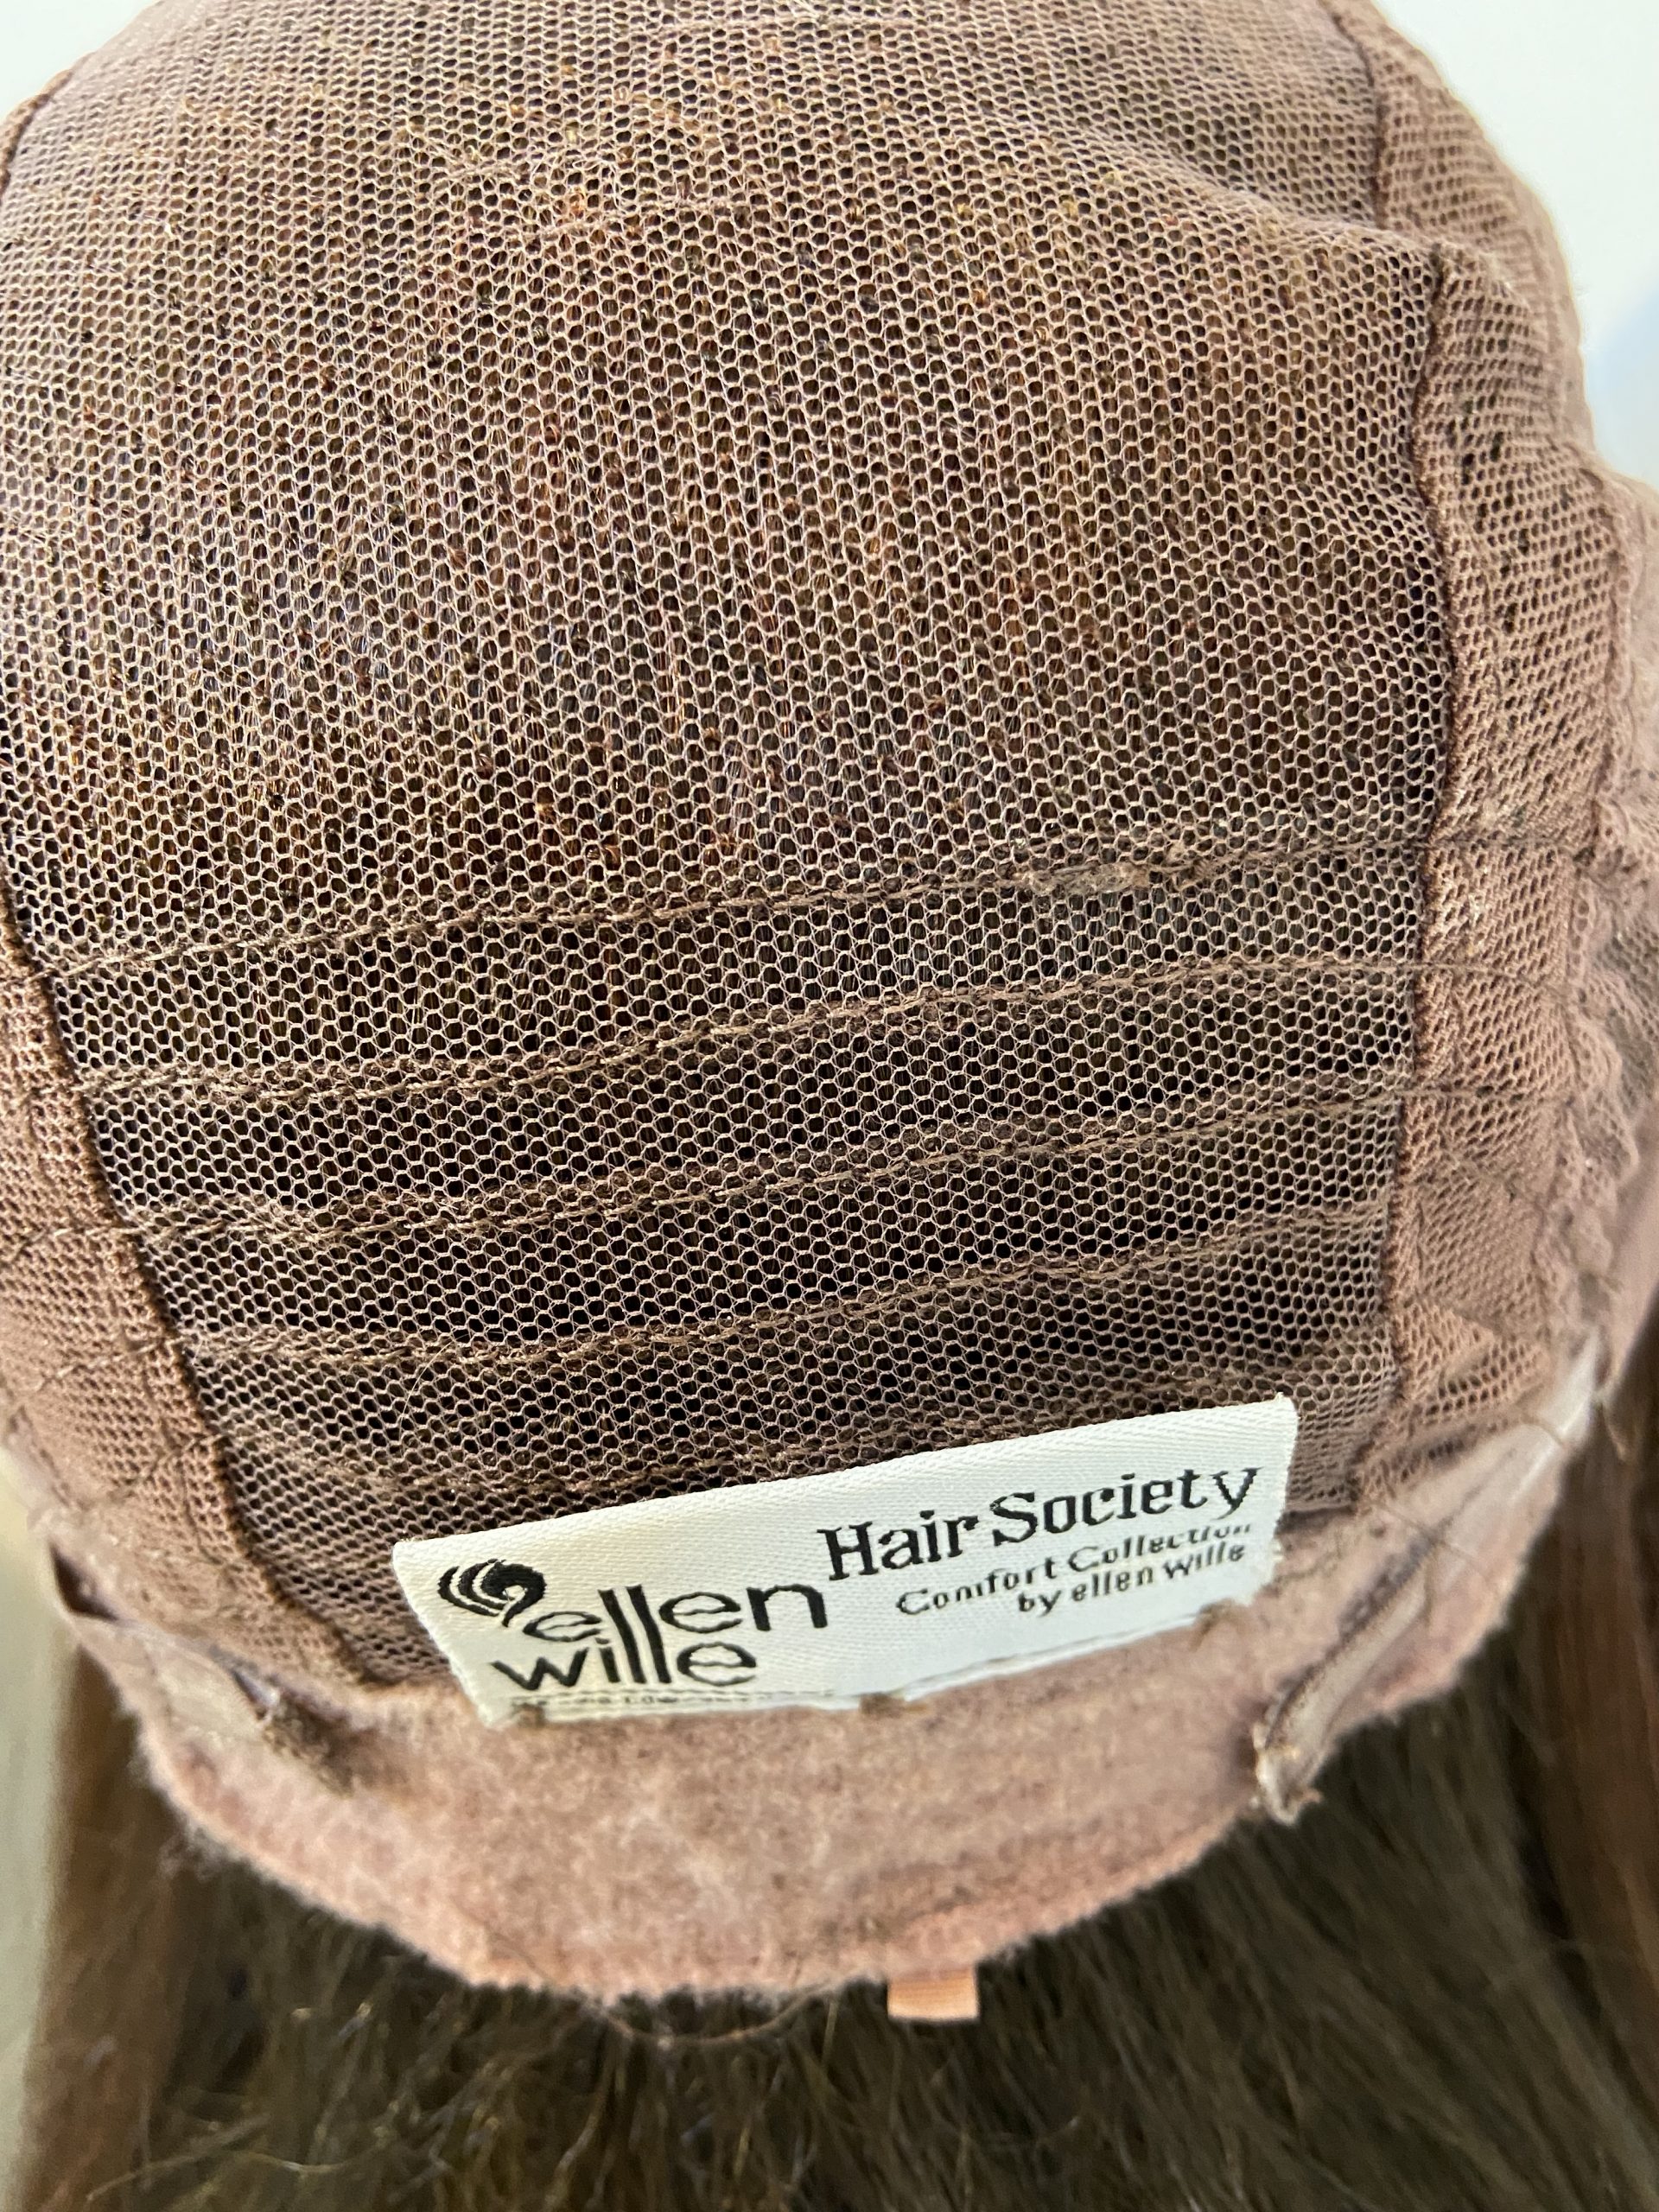 ellen
wille
Hair Society
Comfort Collection
by ellen wille